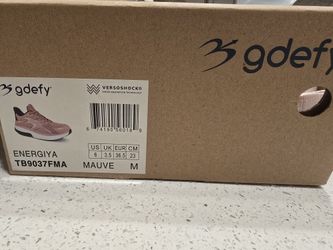 gdefy
gdefy
VERSOSHOCK®
ENERGIYA
TB9037FMA
US UK EUR CM
6 3.5 36.5 23
MAUVE M